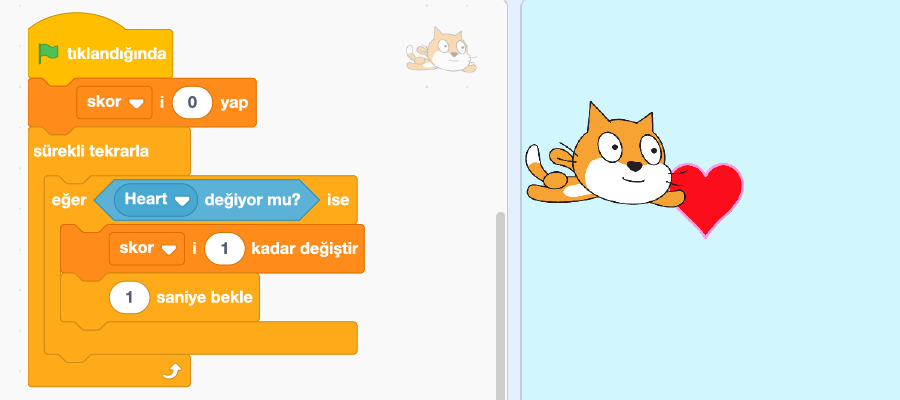 tıklandığında
skor i 0 yap
sürekli tekrarla
eğer Heart değiyor mu? ise
skor i 1 kadar değiştir
1 saniye bekle